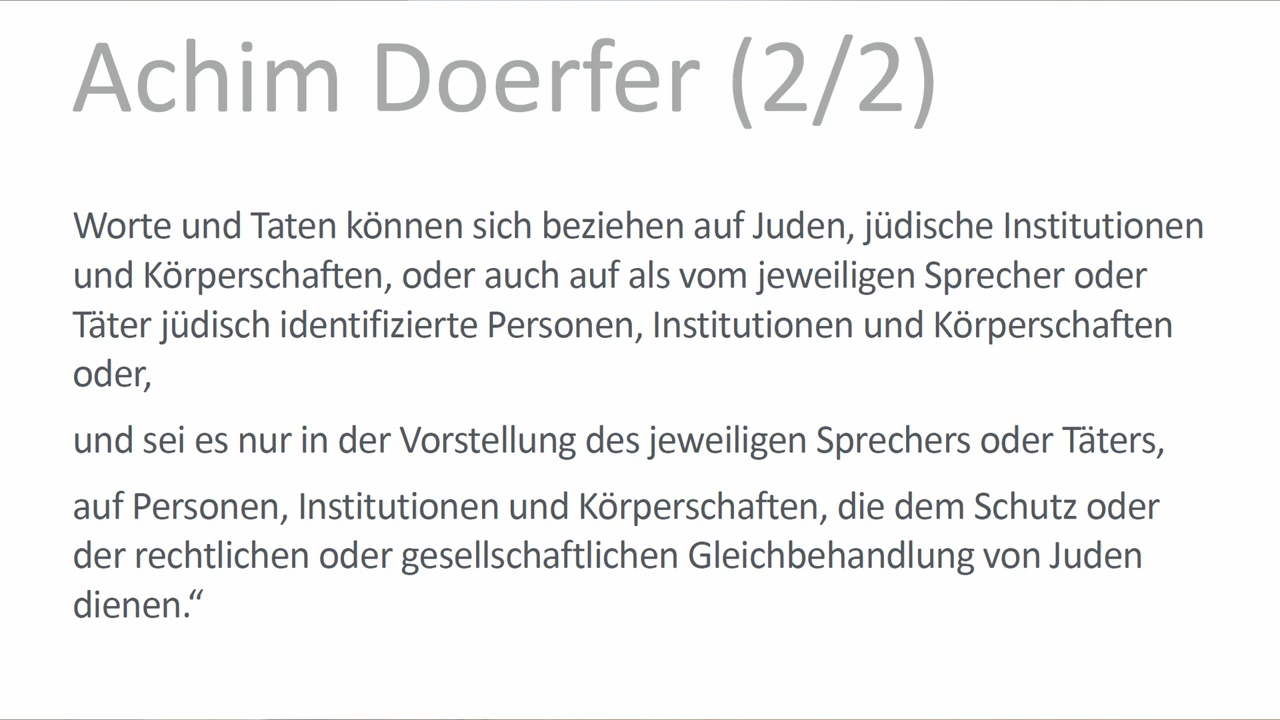 Achim Doerfer (2/2)
Worte und Taten können sich beziehen auf Juden, jüdische Institutionen
und Körperschaften, oder auch auf als vom jeweiligen Sprecher oder
Täter jüdisch identifizierte Personen, Institutionen und Körperschaften
oder,
und sei es nur in der Vorstellung des jeweiligen Sprechers oder Täters,
auf Personen, Institutionen und Körperschaften, die dem Schutz oder
der rechtlichen oder gesellschaftlichen Gleichbehandlung von Juden
dienen.“